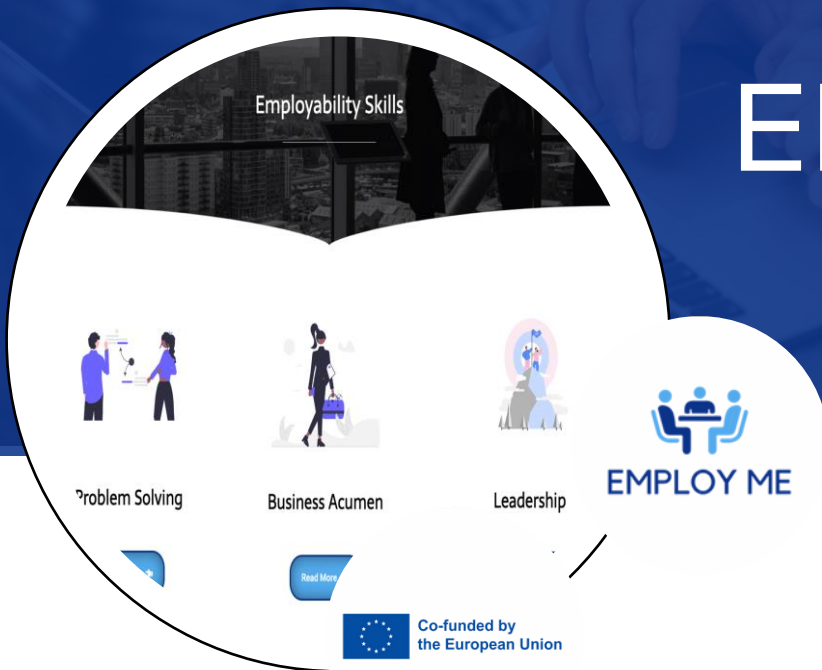 Employability Skills
Problem Solving
Business Acumen
Leadership
Read More
EMPLOY ME
Co-funded by
the European Union